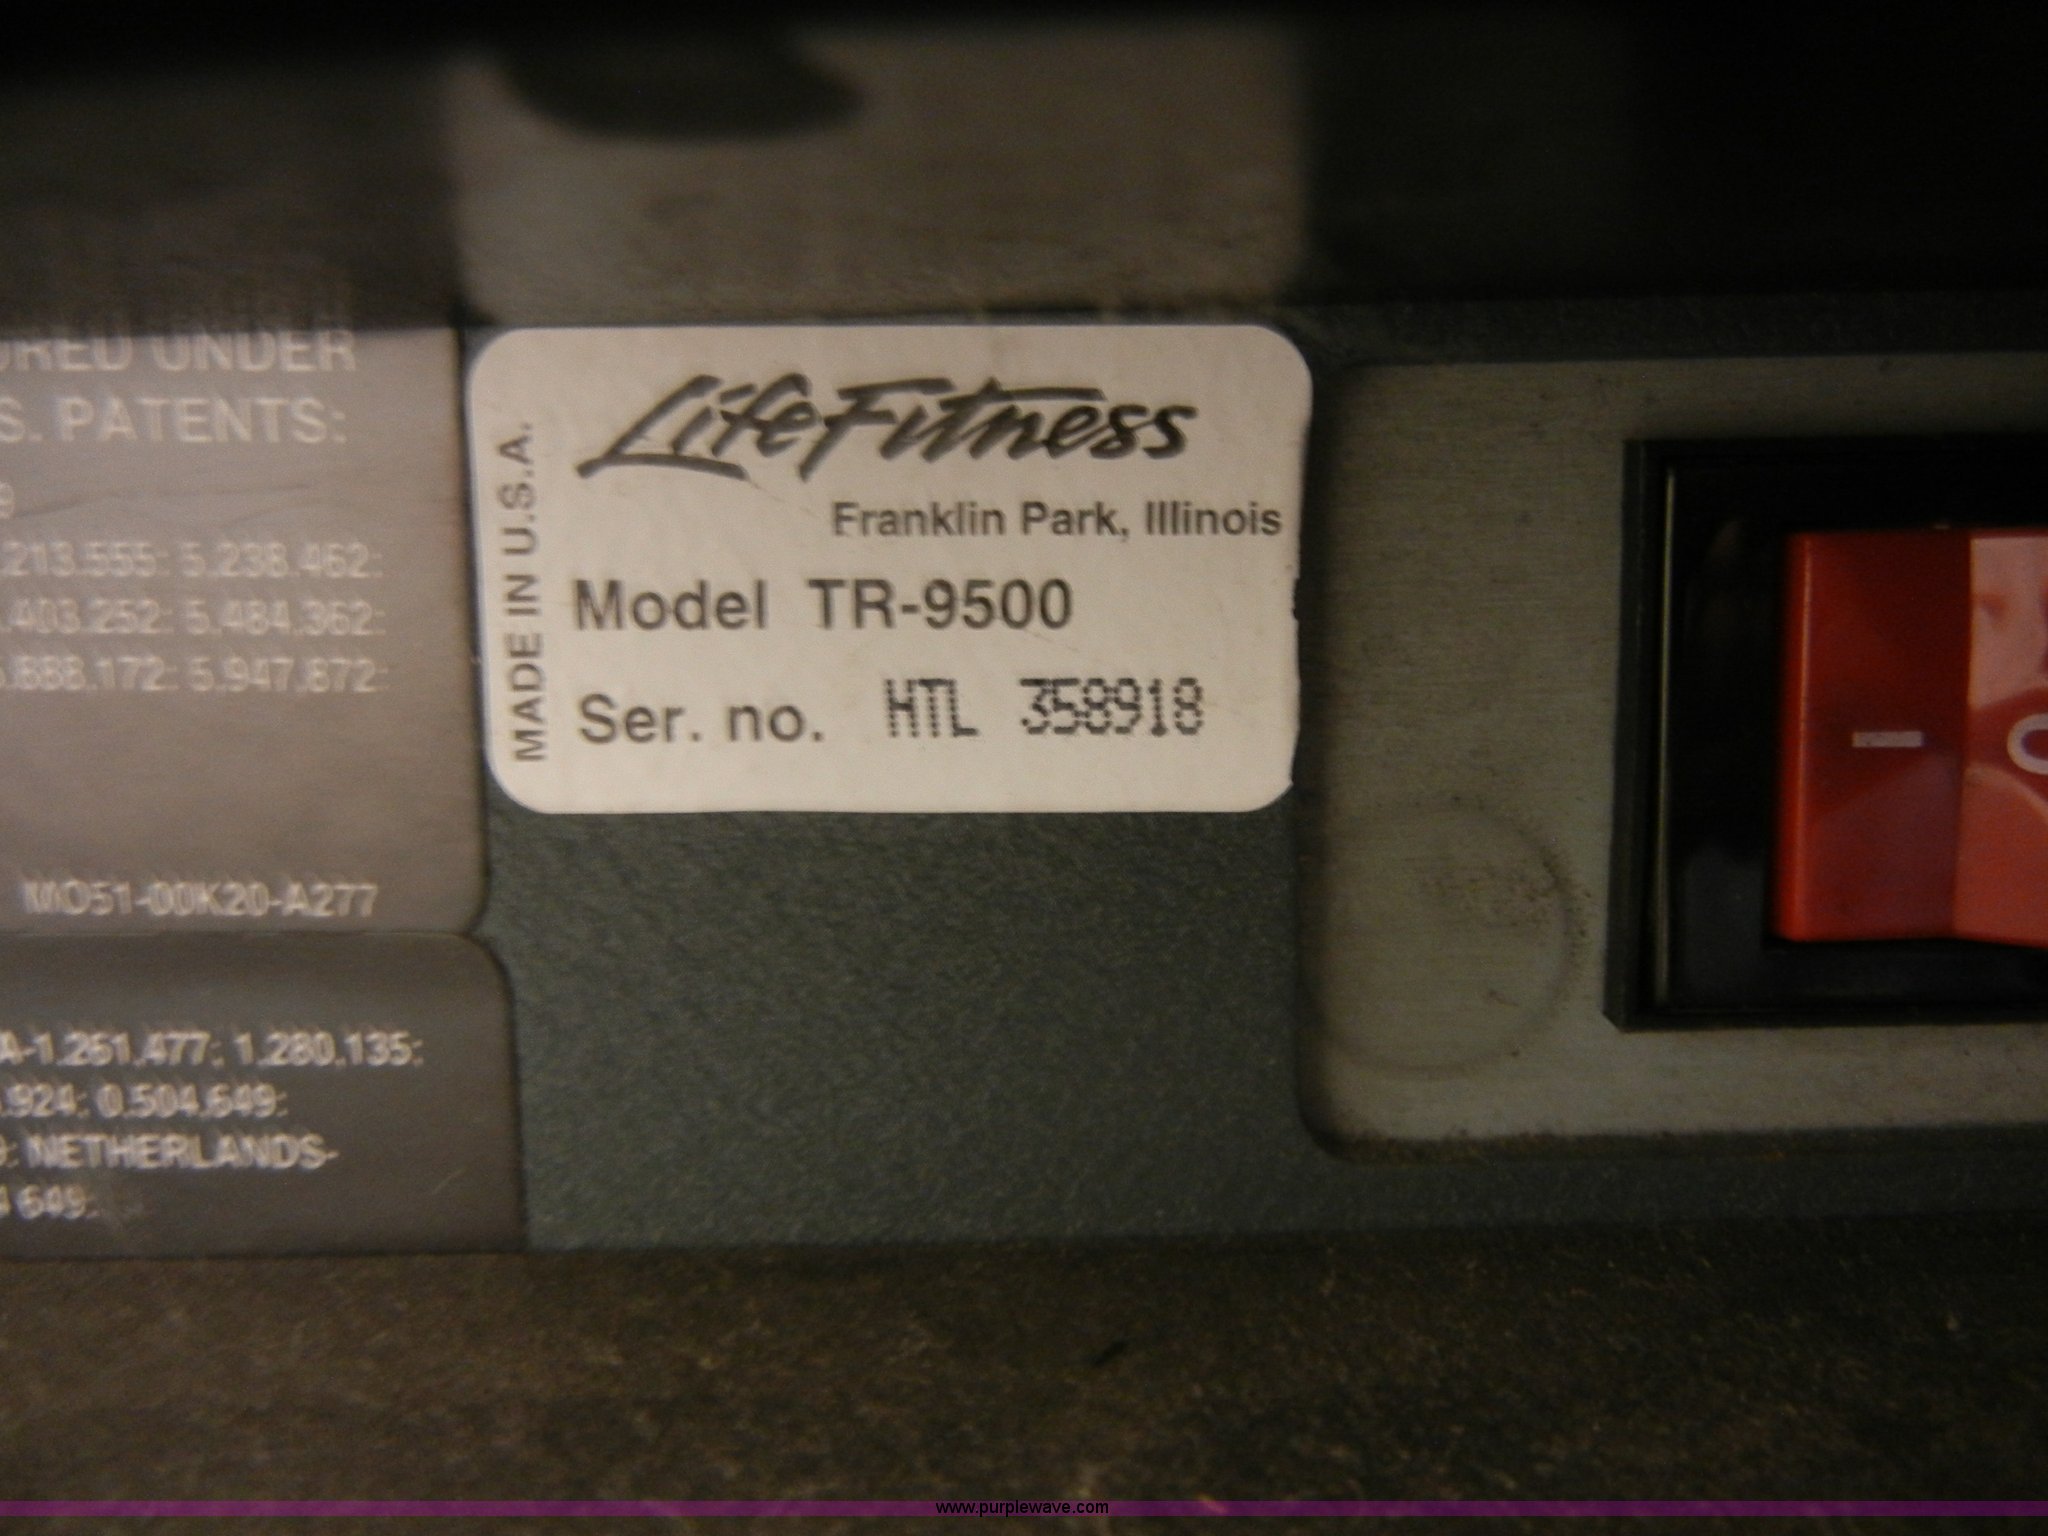 RED UNDER
S. PATENTS:
213.555; 5.238.462;
.403.252; 5.484.362;
.888.172; 5.947.872;
MO51-00K20-A277
A-1.261.477; 1.280.135;
.924; 0.504.649;
NETHERLANDS-
649;
MADE IN U.S.A.
LifeFitness
Franklin Park, Illinois
Model TR-9500
Ser. no. HTL 358918
www.purplewave.com